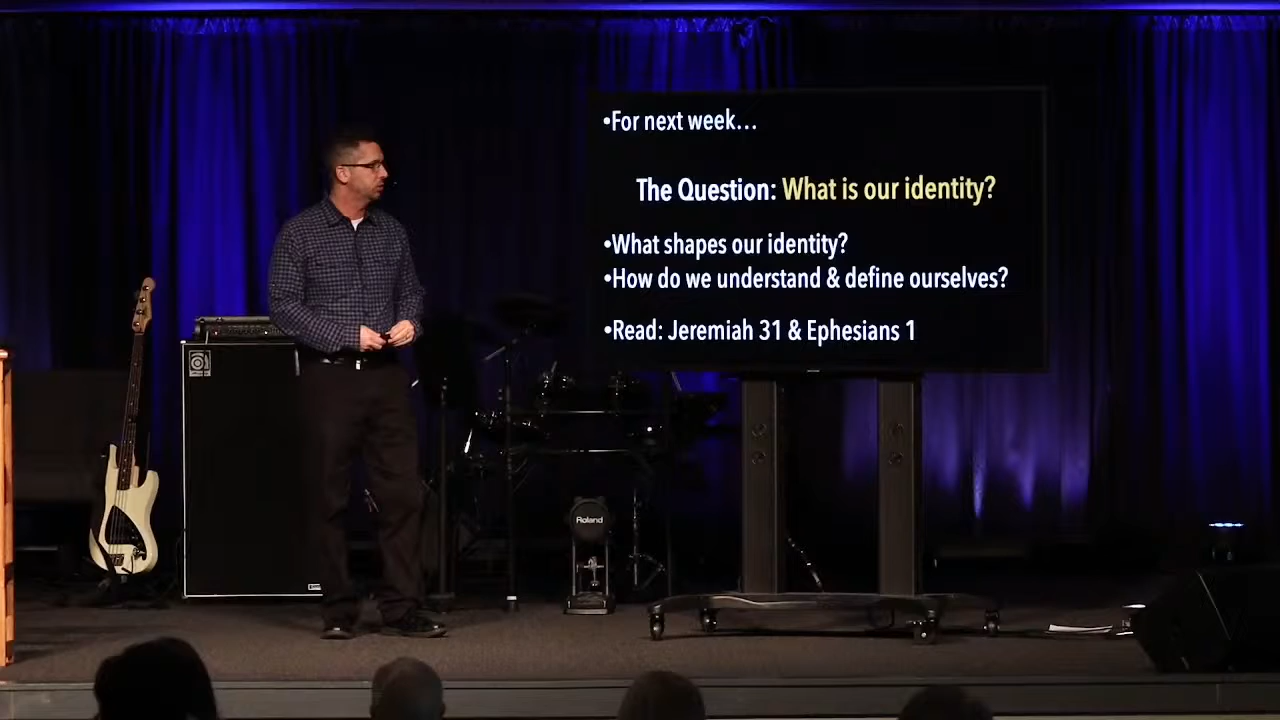 •For next week…
The Question: What is our identity?
•What shapes our identity?
•How do we understand & define ourselves?
•Read: Jeremiah 31 & Ephesians 1
Roland